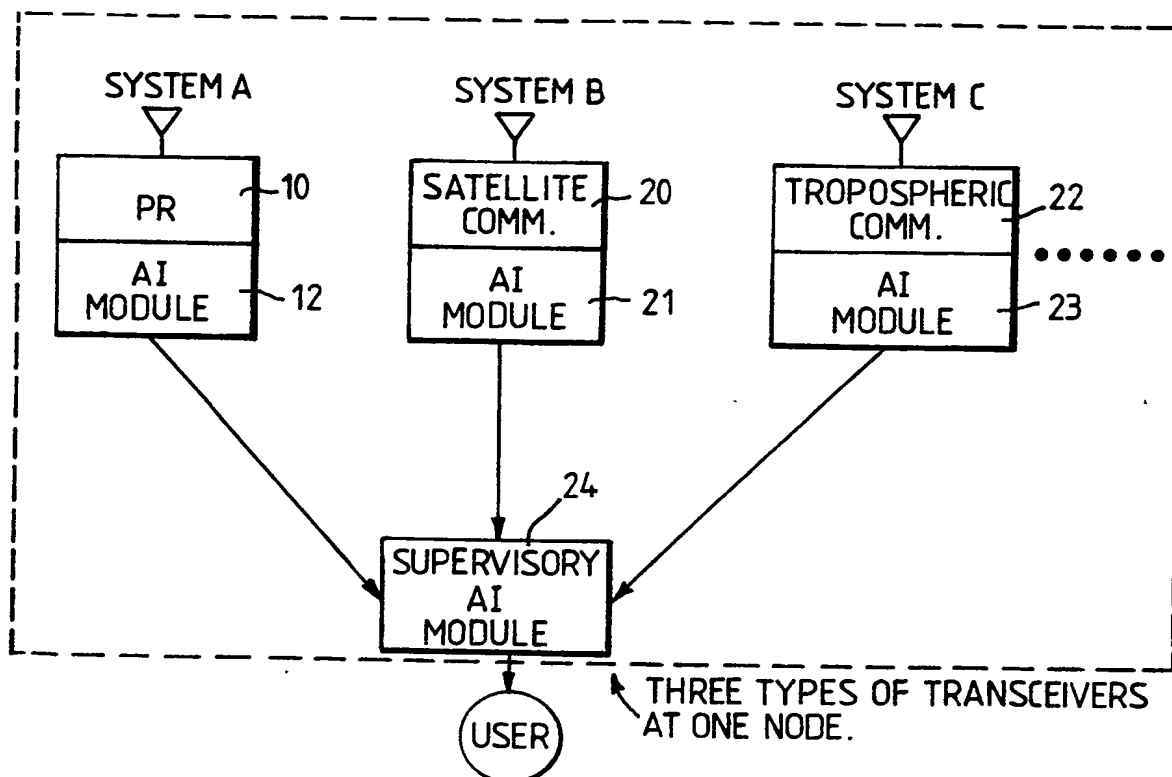 SYSTEM A
SYSTEM B
SYSTEM C
PR
10
SATELLITE
COMM.
20
TROPOSPHERIC
COMM.
22
AI
MODULE
12
AI
MODULE
21
AI
MODULE
23
24
SUPERVISORY
AI
MODULE
THREE TYPES OF TRANSCEIVERS
AT ONE NODE.
USER